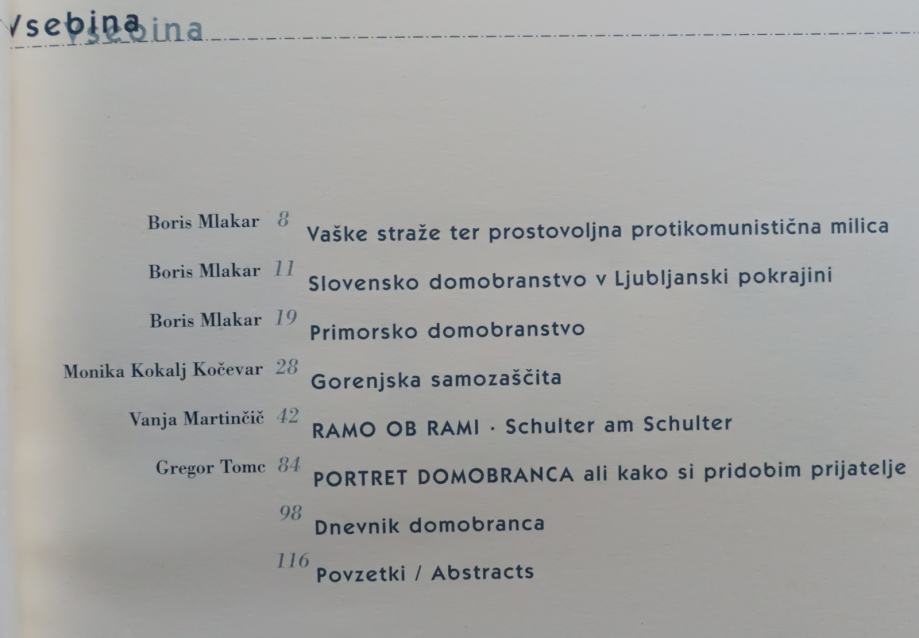 Vsebina
Vsebina
Boris Mlakar 8 Vaške straže ter prostovoljna protikomunistična milica
Boris Mlakar 11 Slovensko domobranstvo v Ljubljanski pokrajini
Boris Mlakar 19 Primorsko domobranstvo
Monika Kokalj Kočevar 28 Gorenjska samozaščita
Vanja Martinčič 42 RAMO OB RAMI · Schulter am Schulter
Gregor Tomc 84 PORTRET DOMOBRANCA ali kako si pridobim prijatelje
98 Dnevnik domobranca
116 Povzetki / Abstracts